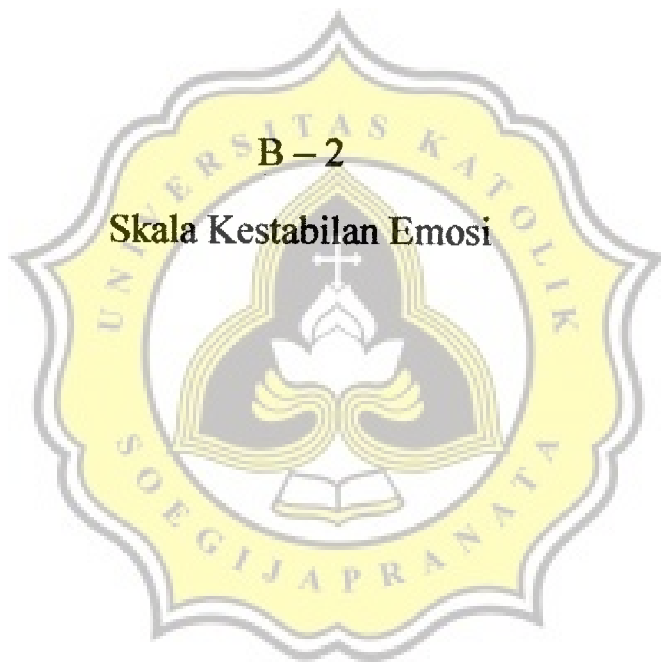 B – 2
Skala Kestabilan Emosi
UNIVERSITAS KATOLIK
SOEGIJAPRANATA